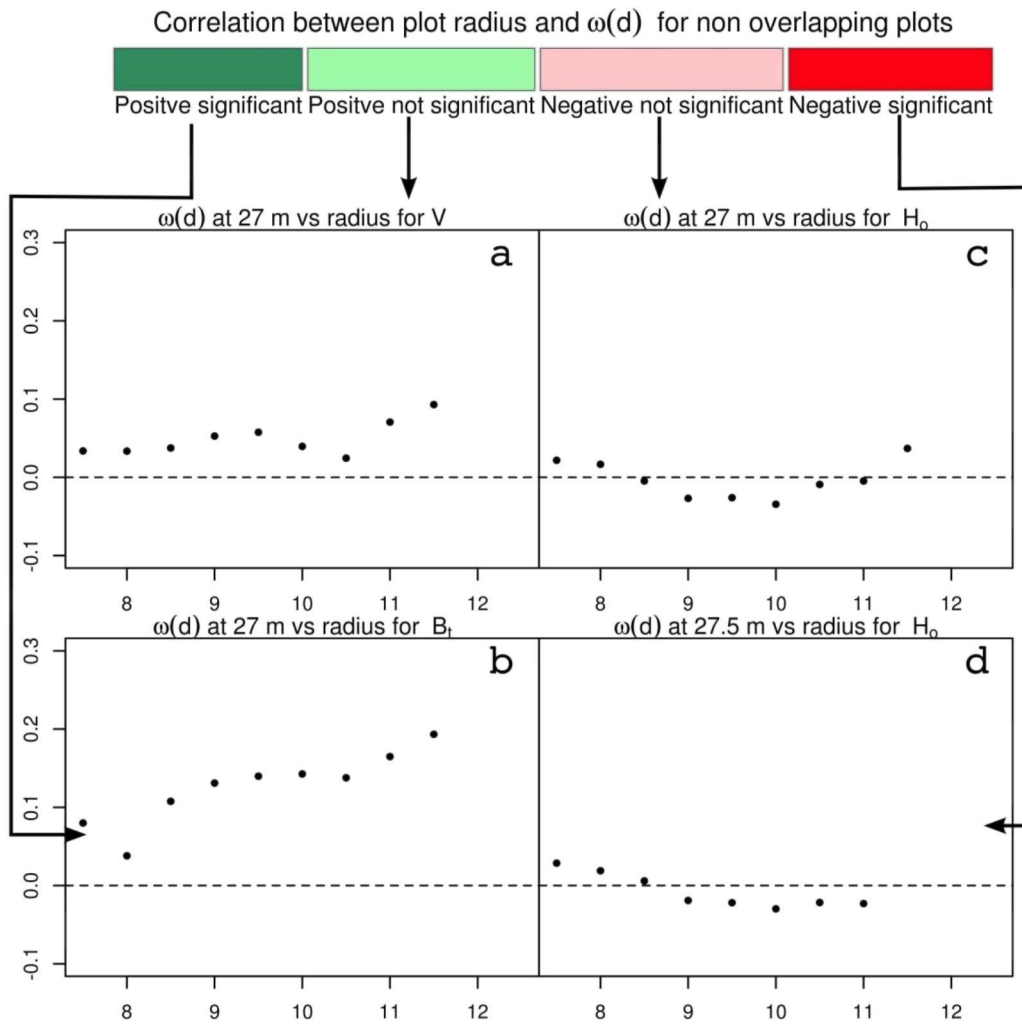 Correlation between plot radius and ω(d) for non overlapping plots
Positve significant Positve not significant Negative not significant Negative significant
ω(d) at 27 m vs radius for V
a
0.3
0.2
0.1
0.0
-0.1
8 9 10 11 12
ω(d) at 27 m vs radius for Hₒ
c
8 9 10 11 12
ω(d) at 27 m vs radius for Bₜ
b
0.3
0.2
0.1
0.0
-0.1
8 9 10 11 12
ω(d) at 27.5 m vs radius for Hₒ
d
8 9 10 11 12